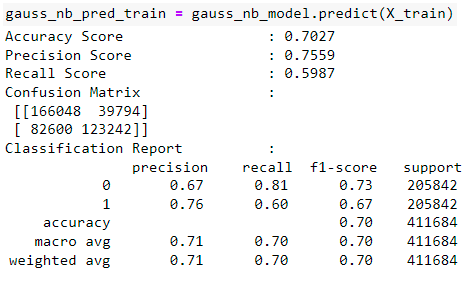 gauss_nb_pred_train = gauss_nb_model.predict(X_train)
Accuracy Score : 0.7027
Precision Score : 0.7559
Recall Score : 0.5987
Confusion Matrix :
[[166048 39794]
[ 82600 123242]]
Classification Report :
precision recall f1-score support
0 0.67 0.81 0.73 205842
1 0.76 0.60 0.67 205842
accuracy 0.70 411684
macro avg 0.71 0.70 0.70 411684
weighted avg 0.71 0.70 0.70 411684